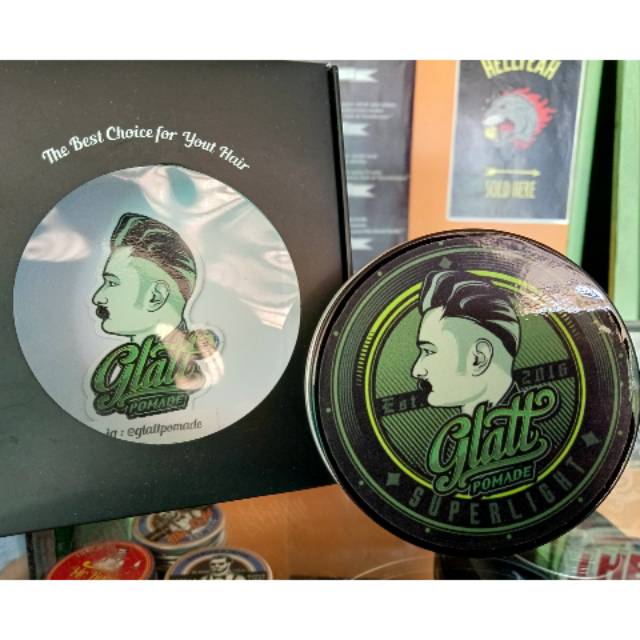 The Best Choice for Yout Hair
Glatt
POMADE
ig : @glattpomade
HELLYEAH
SOLD HERE
Est. 2016
Glatt
POMADE
SUPERLIGHT